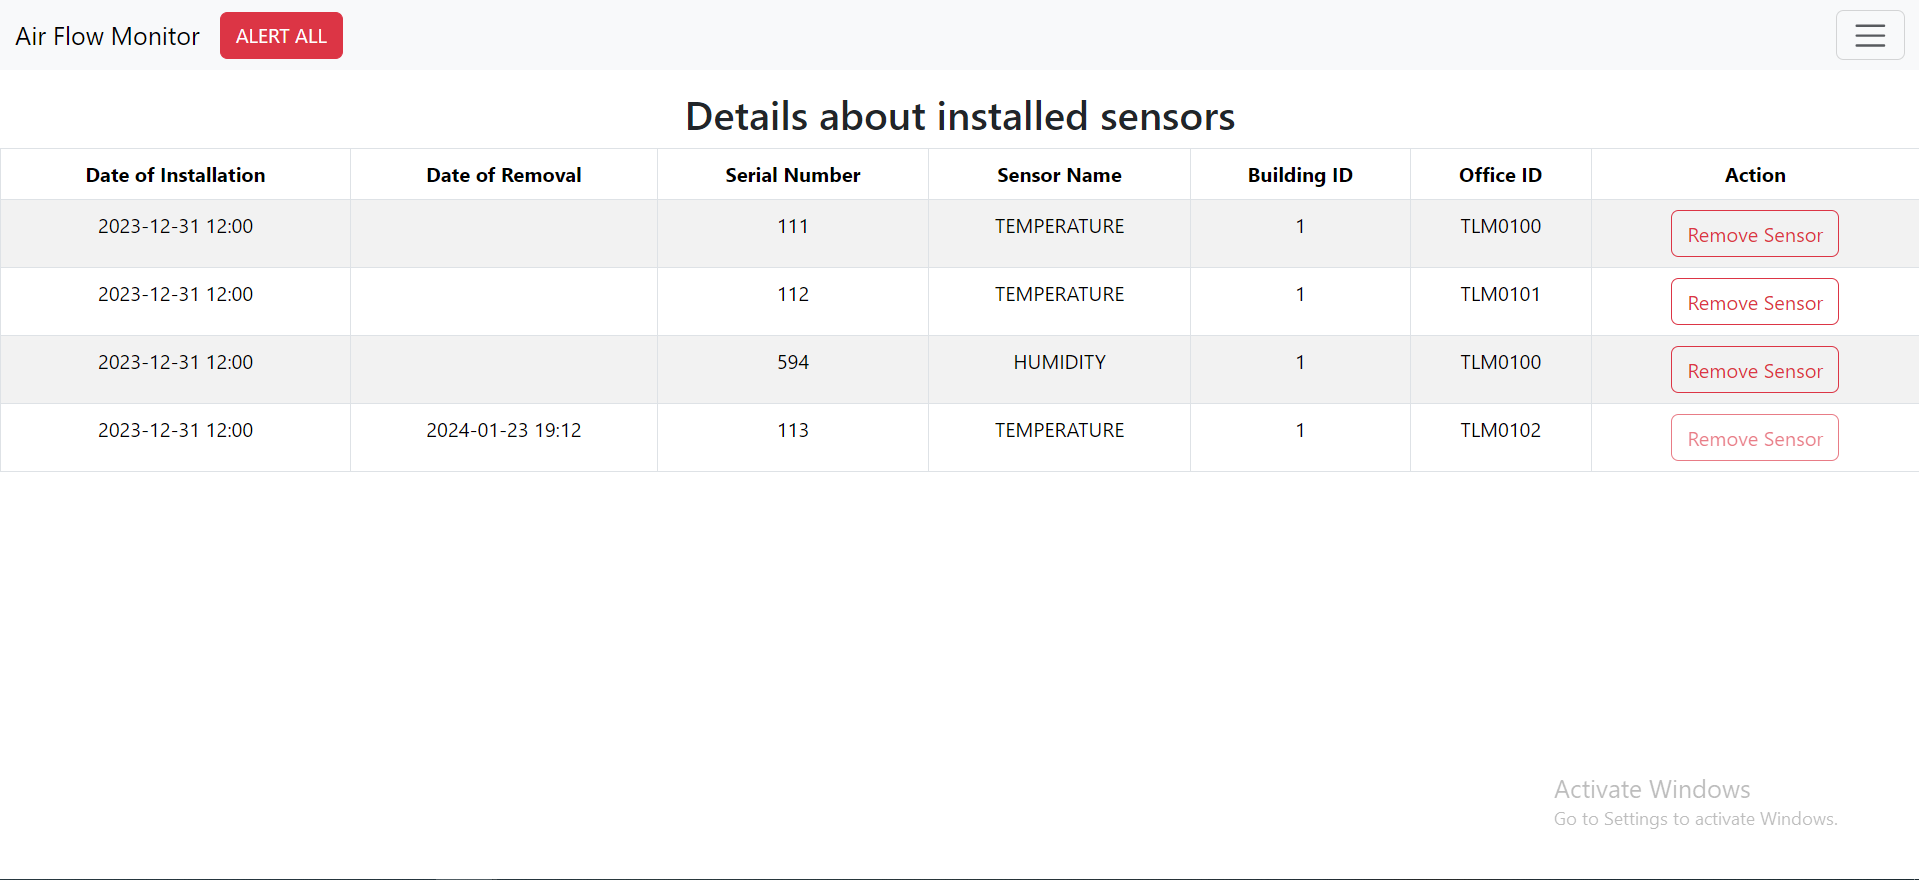 Air Flow Monitor ALERT ALL
Details about installed sensors
Date of Installation Date of Removal Serial Number Sensor Name Building ID Office ID Action
2023-12-31 12:00 111 TEMPERATURE 1 TLM0100 Remove Sensor
2023-12-31 12:00 112 TEMPERATURE 1 TLM0101 Remove Sensor
2023-12-31 12:00 594 HUMIDITY 1 TLM0100 Remove Sensor
2023-12-31 12:00 2024-01-23 19:12 113 TEMPERATURE 1 TLM0102 Remove Sensor
Activate Windows
Go to Settings to activate Windows.